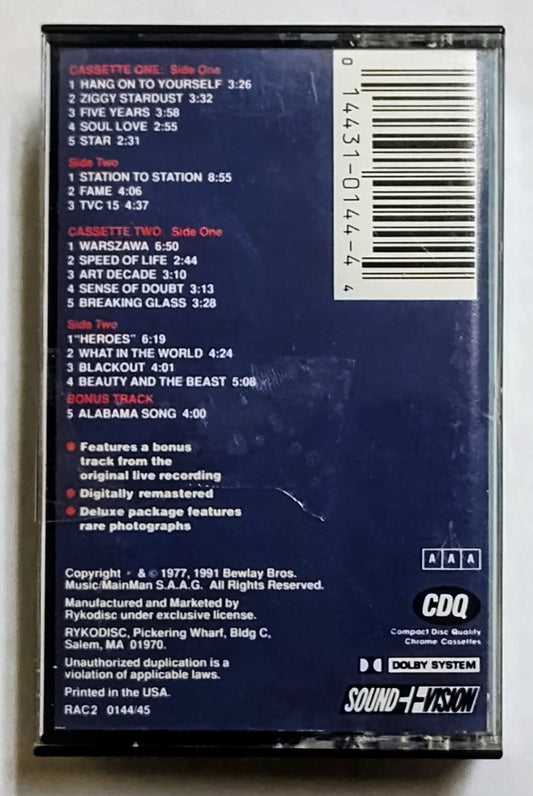 CASSETTE ONE: Side One
1 HANG ON TO YOURSELF 3:26
2 ZIGGY STARDUST 3:32
3 FIVE YEARS 3:58
4 SOUL LOVE 2:55
5 STAR 2:31
Side Two
1 STATION TO STATION 8:55
2 FAME 4:06
3 TVC 15 4:37
CASSETTE TWO: Side One
1 WARSZAWA 6:50
2 SPEED OF LIFE 2:44
3 ART DECADE 3:10
4 SENSE OF DOUBT 3:13
5 BREAKING GLASS 3:28
Side Two
1 "HEROES" 6:19
2 WHAT IN THE WORLD 4:24
3 BLACKOUT 4:01
4 BEAUTY AND THE BEAST 5:08
BONUS TRACK
5 ALABAMA SONG 4:00
• Features a bonus
track from the
original live recording
• Digitally remastered
• Deluxe package features
rare photographs
Copyright & © 1977, 1991 Bewlay Bros.
Music/MainMan S.A.A.G. All Rights Reserved.
Manufactured and Marketed by
Rykodisc under exclusive license.
RYKODISC, Pickering Wharf, Bldg C,
Salem, MA 01970.
Unauthorized duplication is a
violation of applicable laws.
Printed in the USA.
RAC2 0144/45
0 14431-0144-4 4
A A A
CDQ
Compact Disc Quality
Chrome Cassettes
DOLBY SYSTEM
SOUND+VISION